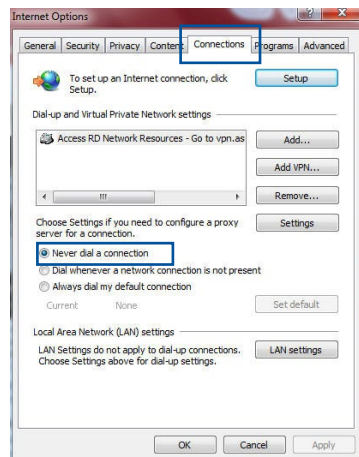 Internet Options
General Security Privacy Content Connections Programs Advanced
To set up an Internet connection, click
Setup.
Setup
Dial-up and Virtual Private Network settings
Access RD Network Resources - Go to vpn.as
Add...
Add VPN...
Remove...
Choose Settings if you need to configure a proxy
server for a connection.
Settings
Never dial a connection
Dial whenever a network connection is not present
Always dial my default connection
Current None
Set default
Local Area Network (LAN) settings
LAN Settings do not apply to dial-up connections.
Choose Settings above for dial-up settings.
LAN settings
OK Cancel Apply